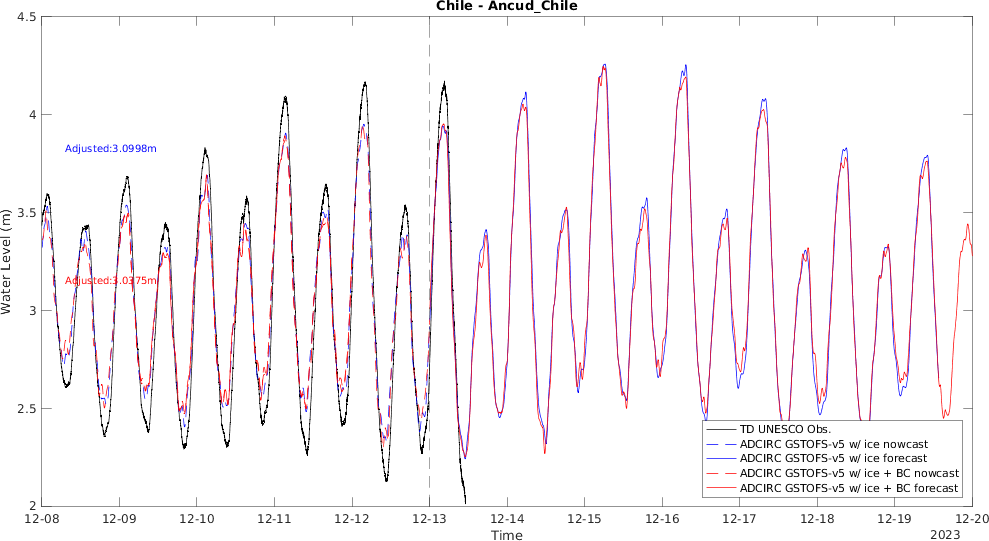 Chile - Ancud_Chile
4.5
4
3.5
3
2.5
2
Water Level (m)
Adjusted:3.0998m
Adjusted:3.0375m
TD UNESCO Obs.
ADCIRC GSTOFS-v5 w/ ice nowcast
ADCIRC GSTOFS-v5 w/ ice forecast
ADCIRC GSTOFS-v5 w/ ice + BC nowcast
ADCIRC GSTOFS-v5 w/ ice + BC forecast
12-08 12-09 12-10 12-11 12-12 12-13 12-14 12-15 12-16 12-17 12-18 12-19 12-20
Time
2023